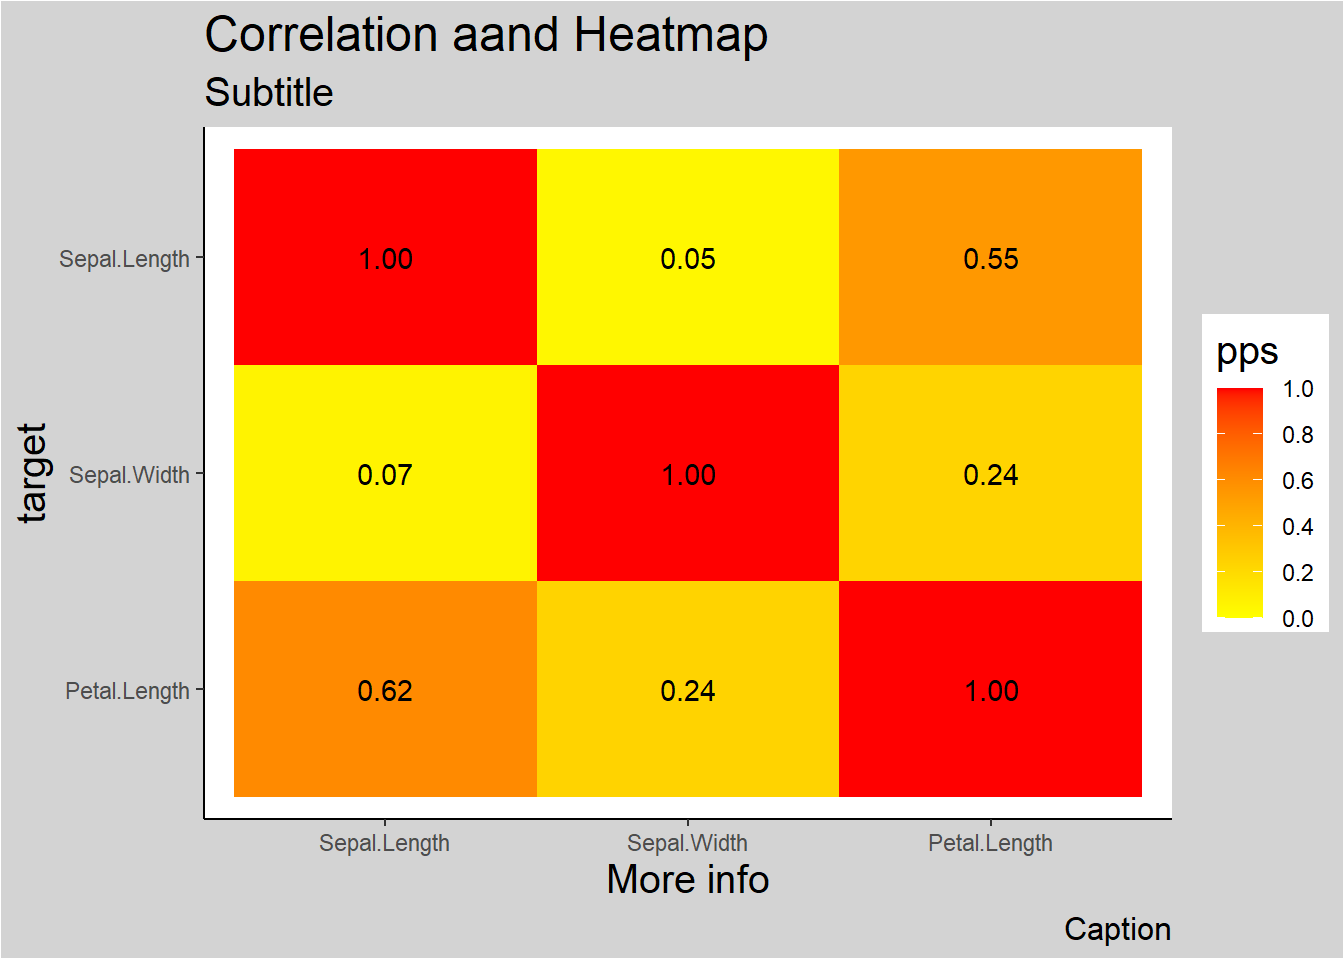 Correlation aand Heatmap
Subtitle
target
Sepal.Length
1.00 0.05 0.55
Sepal.Width
0.07 1.00 0.24
Petal.Length
0.62 0.24 1.00
Sepal.Length Sepal.Width Petal.Length
More info
Caption
pps
1.0
0.8
0.6
0.4
0.2
0.0